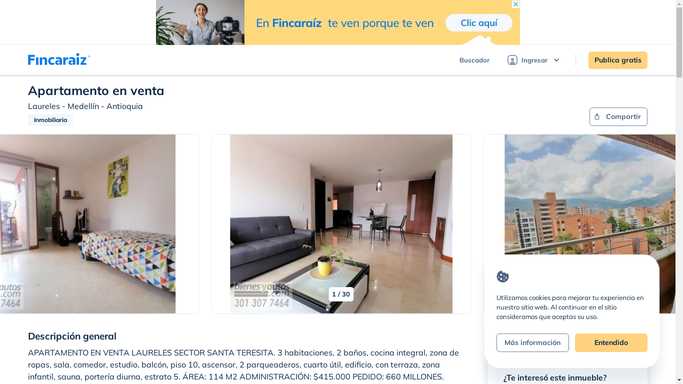 En Fincaraíz te ven porque te ven
Clic aquí
Fincaraiz
Buscador
Ingresar
Publica gratis
Apartamento en venta
Laureles - Medellín - Antioquia
Inmobiliaria
Compartir
bienesyautos
.com
301 307 7464
1 / 30
Utilizamos cookies para mejorar tu experiencia en
nuestro sitio web. Al continuar en el sitio
consideramos que aceptas su uso.
Más información
Entendido
Descripción general
APARTAMENTO EN VENTA LAURELES SECTOR SANTA TERESITA. 3 habitaciones, 2 baños, cocina integral, zona de
ropas, sala, comedor, estudio, balcón, piso 10, ascensor, 2 parqueaderos, cuarto útil, edificio, con terraza, zona
infantil, sauna, portería diurna, estrato 5. ÁREA: 114 M2 ADMINISTRACIÓN: $415.000 PEDIDO: 660 MILLONES.
¿Te interesó este inmueble?